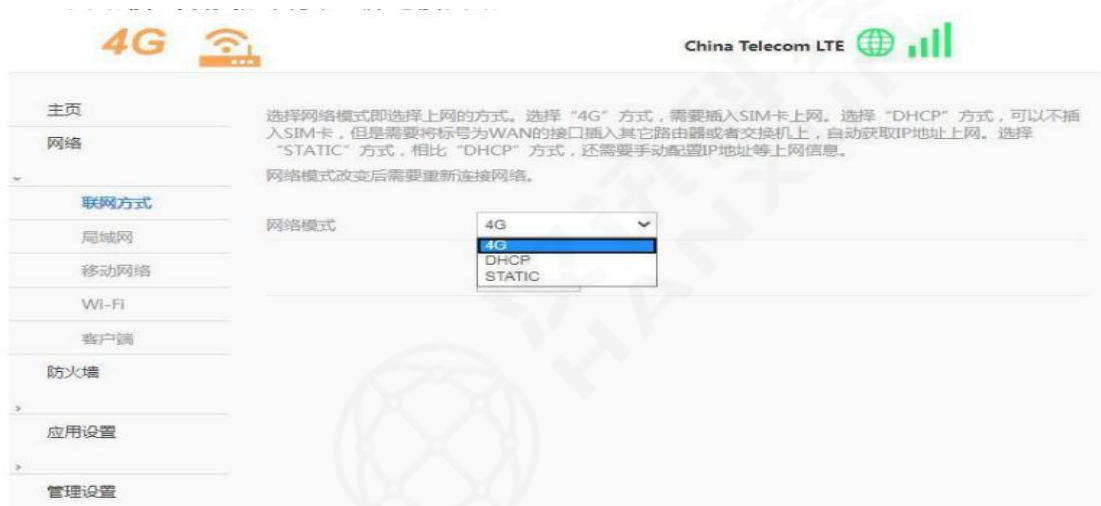 4G
China Telecom LTE
主页
网络
联网方式
局域网
移动网络
Wi-Fi
客户端
防火墙
应用设置
管理设置
选择网络模式即选择上网的方式。选择“4G”方式，需要插入SIM卡上网。选择“DHCP”方式，可以不插
入SIM卡，但是需要将标号为WAN的接口插入其它路由器或者交换机上，自动获取IP地址上网。选择
“STATIC”方式，相比“DHCP”方式，还需要手动配置IP地址等上网信息。
网络模式改变后需要重新连接网络。
网络模式
4G
4G
DHCP
STATIC